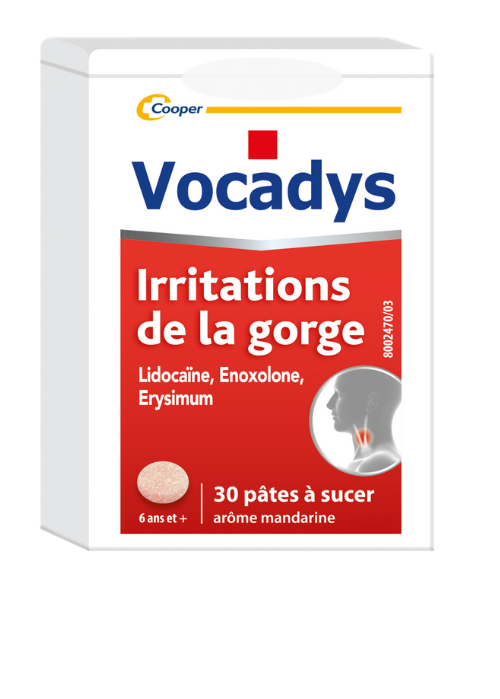 Cooper
Vocadys
Irritations
de la gorge
8002470/03
Lidocaïne, Enoxolone,
Erysimum
6 ans et +
30 pâtes à sucer
arôme mandarine